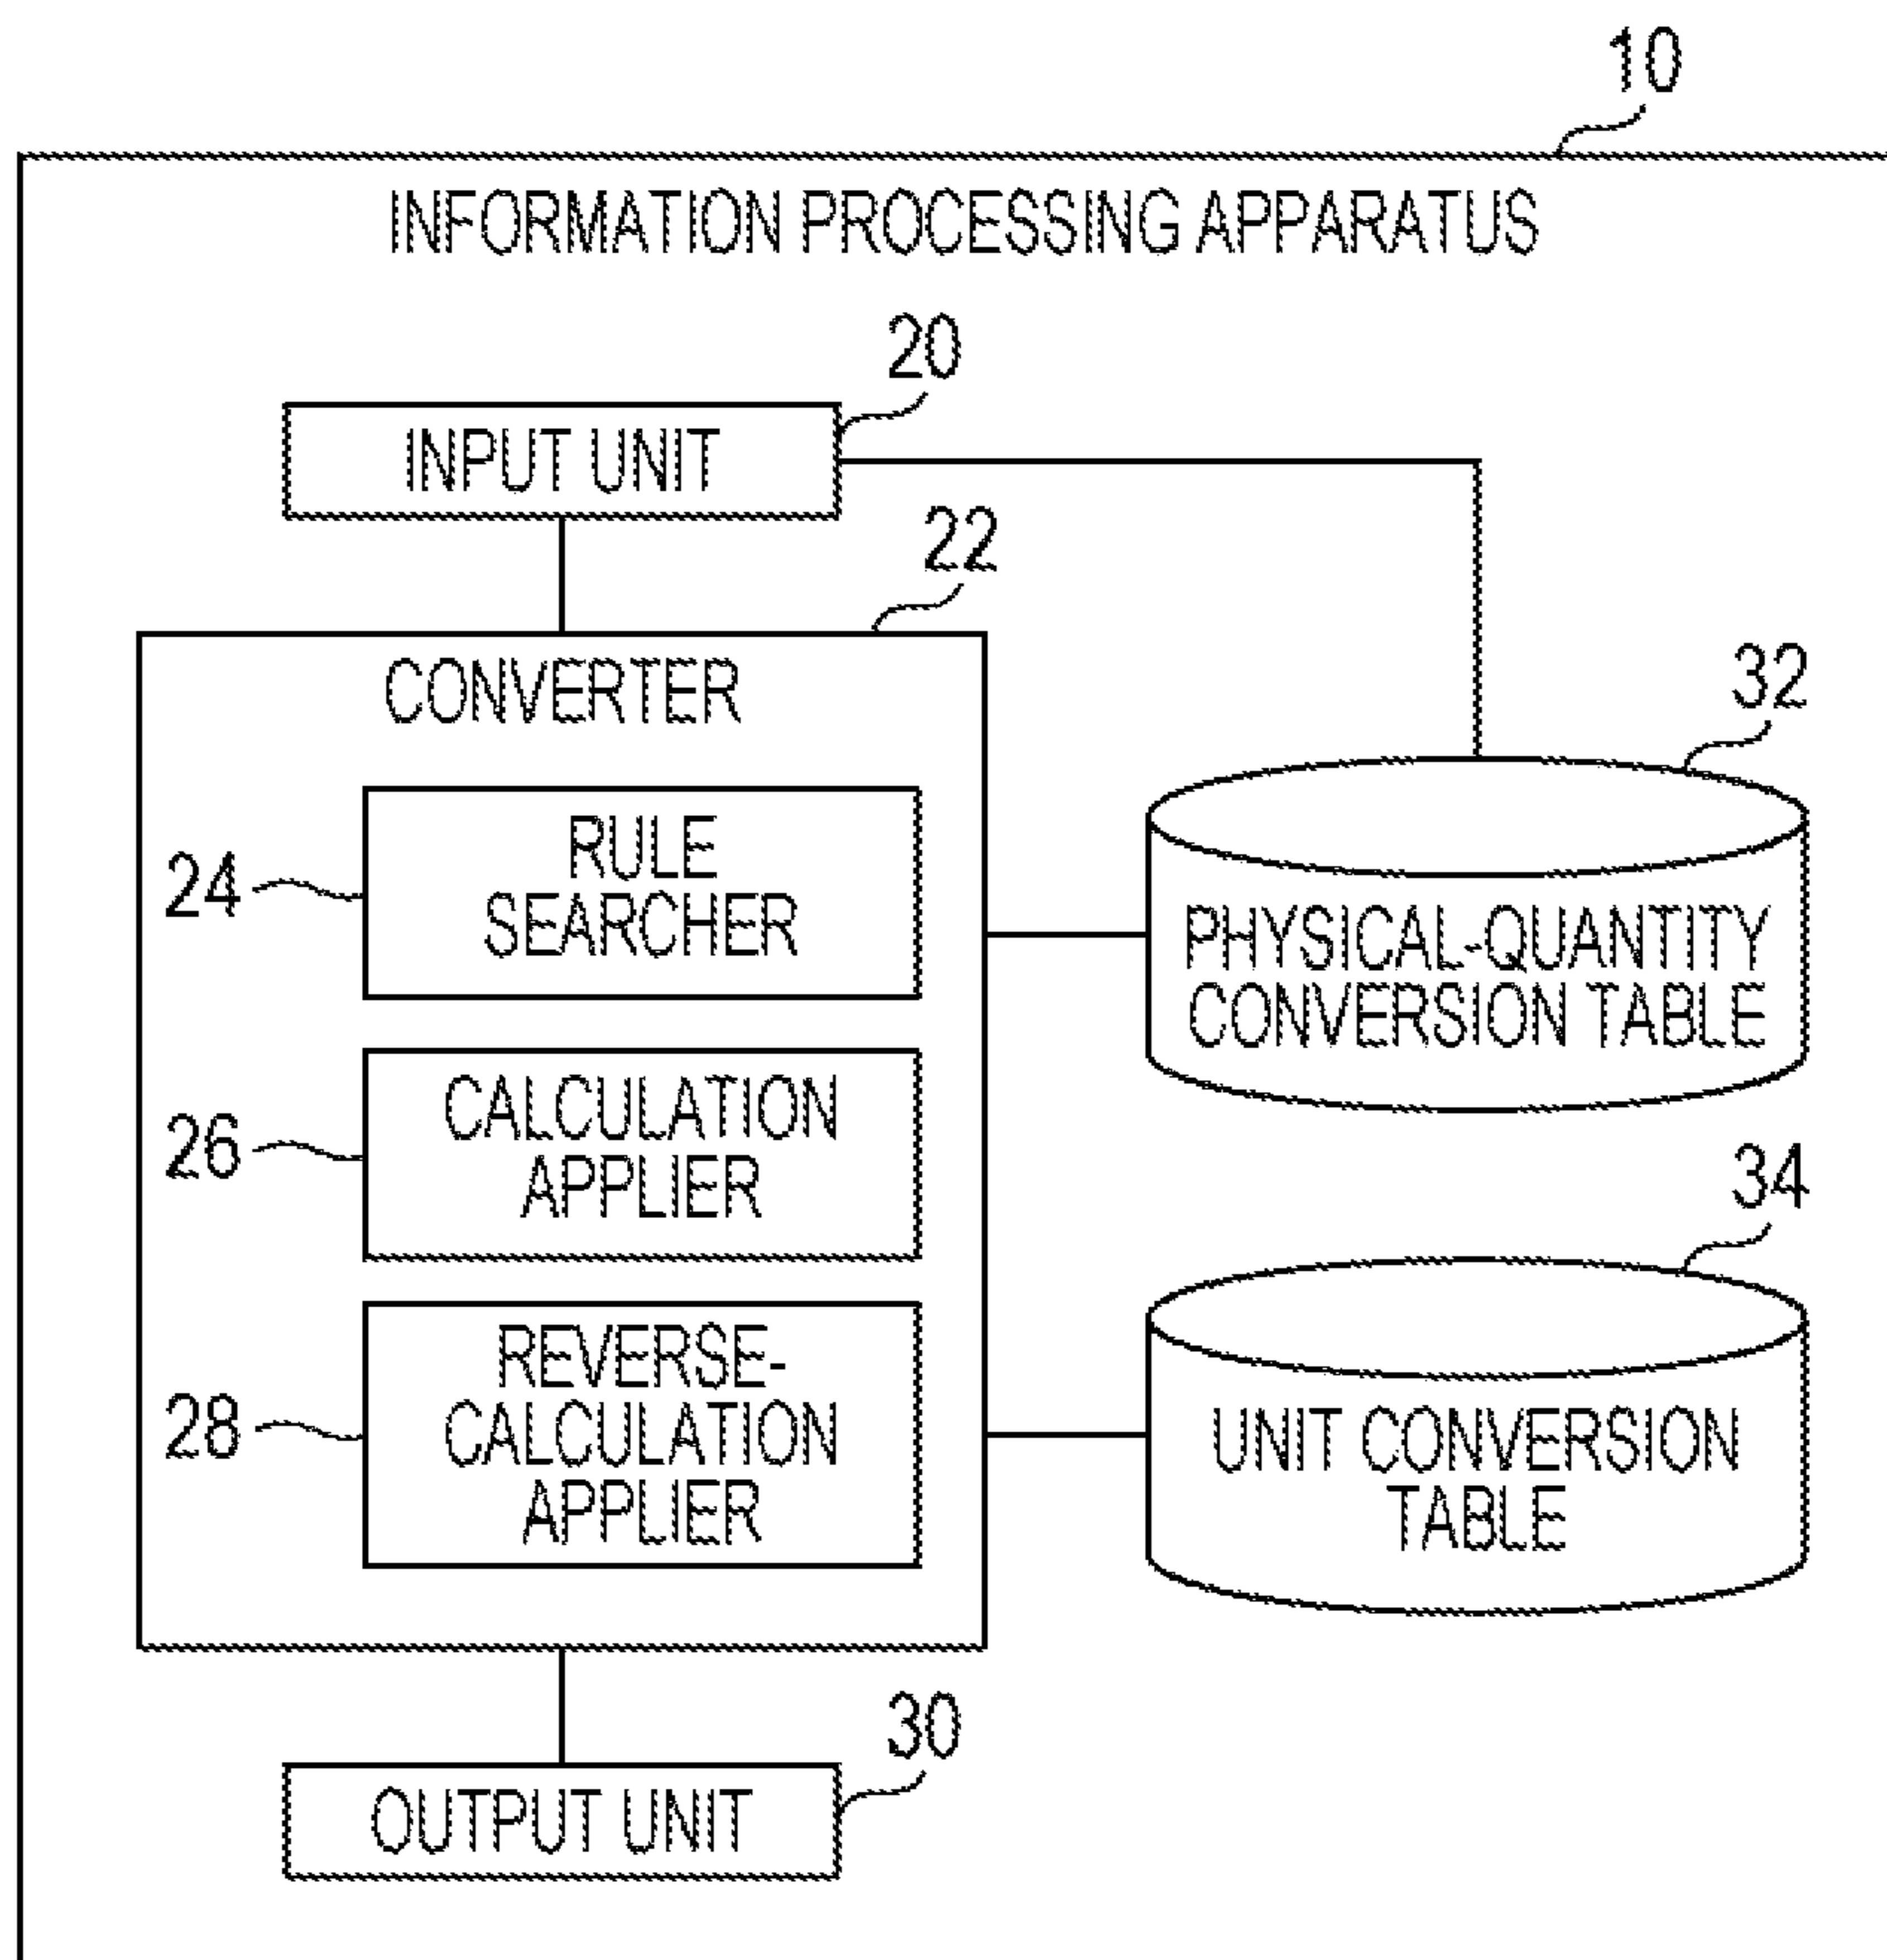 10
INFORMATION PROCESSING APPARATUS
20
INPUT UNIT
22
CONVERTER
32
24
RULE
SEARCHER
PHYSICAL-QUANTITY
CONVERSION TABLE
26
CALCULATION
APPLIER
34
28
REVERSE-
CALCULATION
APPLIER
UNIT CONVERSION
TABLE
30
OUTPUT UNIT